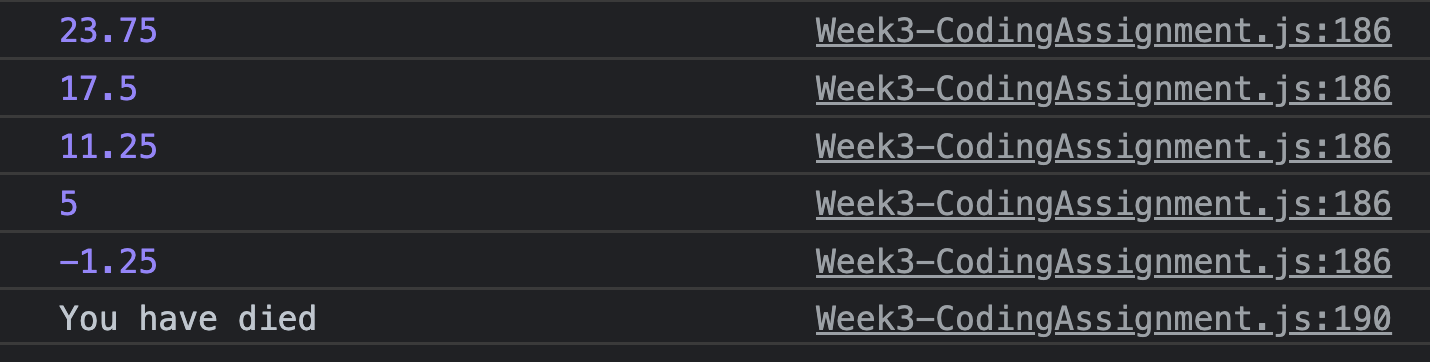 23.75 Week3-CodingAssignment.js:186
17.5 Week3-CodingAssignment.js:186
11.25 Week3-CodingAssignment.js:186
5 Week3-CodingAssignment.js:186
-1.25 Week3-CodingAssignment.js:186
You have died Week3-CodingAssignment.js:190